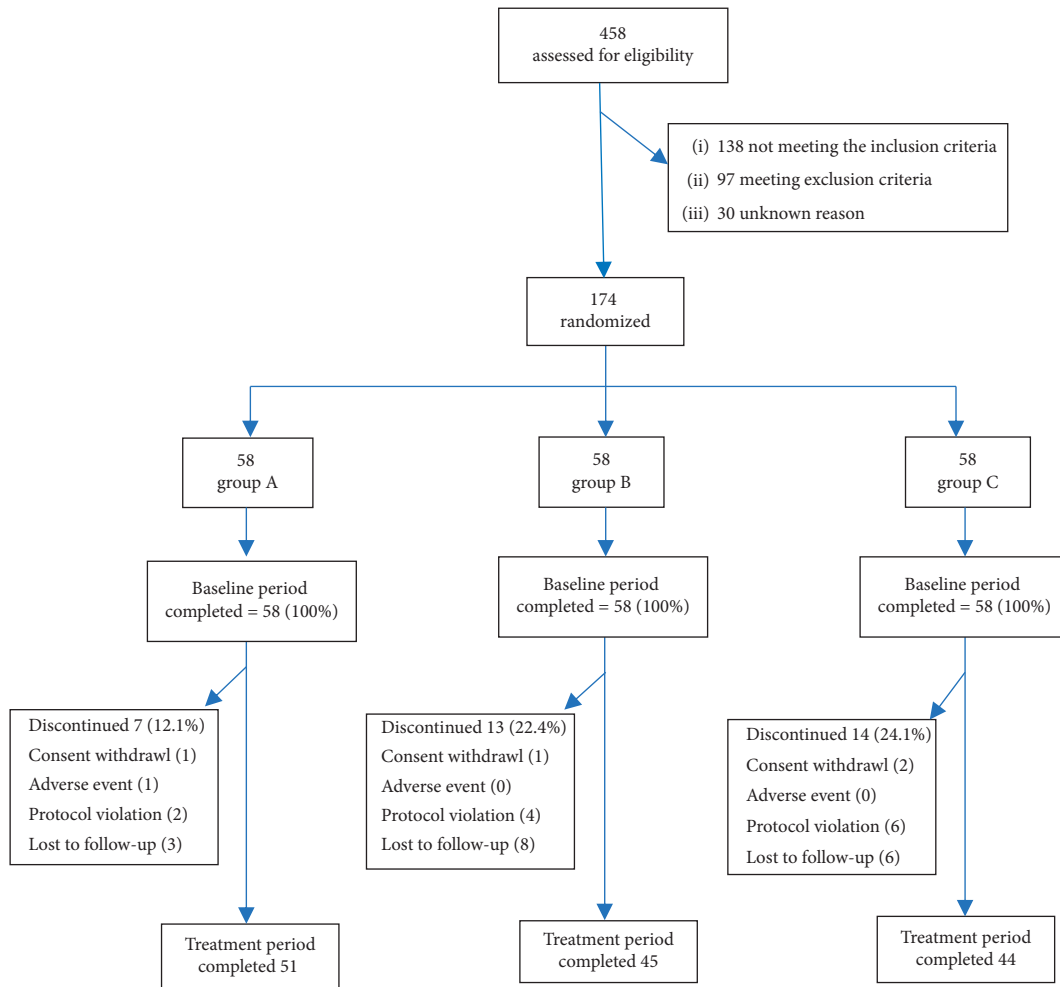 458
assessed for eligibility
(i) 138 not meeting the inclusion criteria
(ii) 97 meeting exclusion criteria
(iii) 30 unknown reason
174
randomized
58
group A
58
group B
58
group C
Baseline period
completed = 58 (100%)
Baseline period
completed = 58 (100%)
Baseline period
completed = 58 (100%)
Discontinued 7 (12.1%)
Consent withdrawl (1)
Adverse event (1)
Protocol violation (2)
Lost to follow-up (3)
Discontinued 13 (22.4%)
Consent withdrawl (1)
Adverse event (0)
Protocol violation (4)
Lost to follow-up (8)
Discontinued 14 (24.1%)
Consent withdrawl (2)
Adverse event (0)
Protocol violation (6)
Lost to follow-up (6)
Treatment period
completed 51
Treatment period
completed 45
Treatment period
completed 44